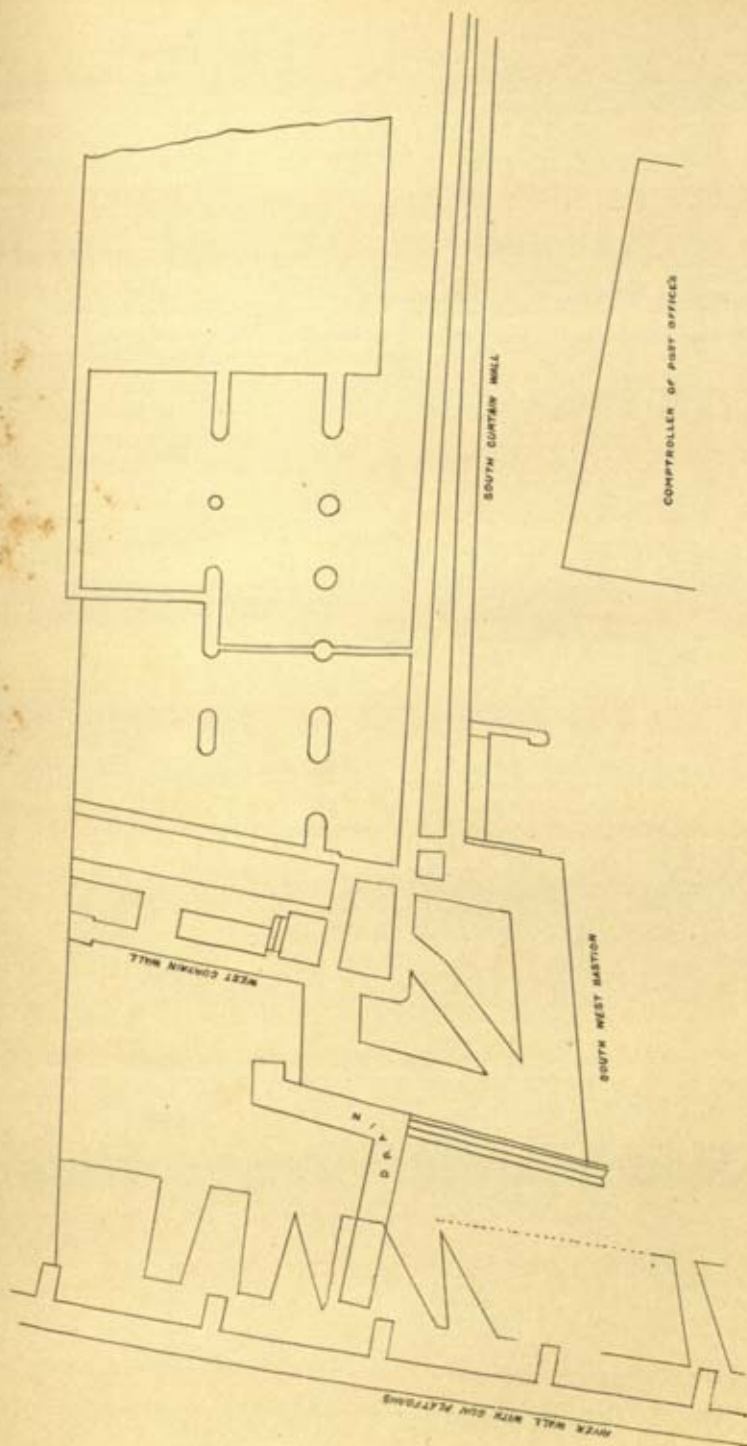 SOUTH CURTAIN WALL
COMPTROLLER OF POST OFFICES
WEST CURTAIN WALL
SOUTH WEST BASTION
DRAIN
RIVER WALL WITH GUN PLATFORMS